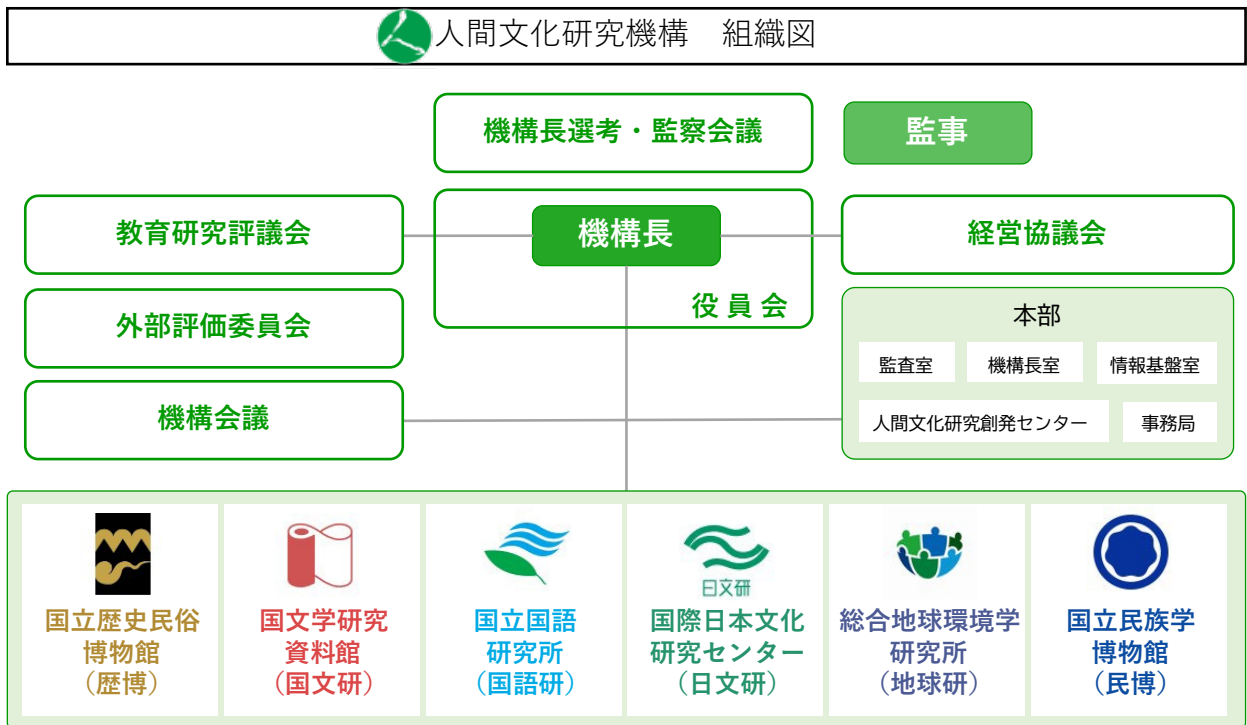 人間文化研究機構　組織図
機構長選考・監察会議
監事
教育研究評議会
機構長
経営協議会
役員会
外部評価委員会
本部
監査室
機構長室
情報基盤室
機構会議
人間文化研究創発センター
事務局
国立歴史民俗
博物館
（歴博）
国文学研究
資料館
（国文研）
国立国語
研究所
（国語研）
日文研
国際日本文化
研究センター
（日文研）
総合地球環境学
研究所
（地球研）
国立民族学
博物館
（民博）